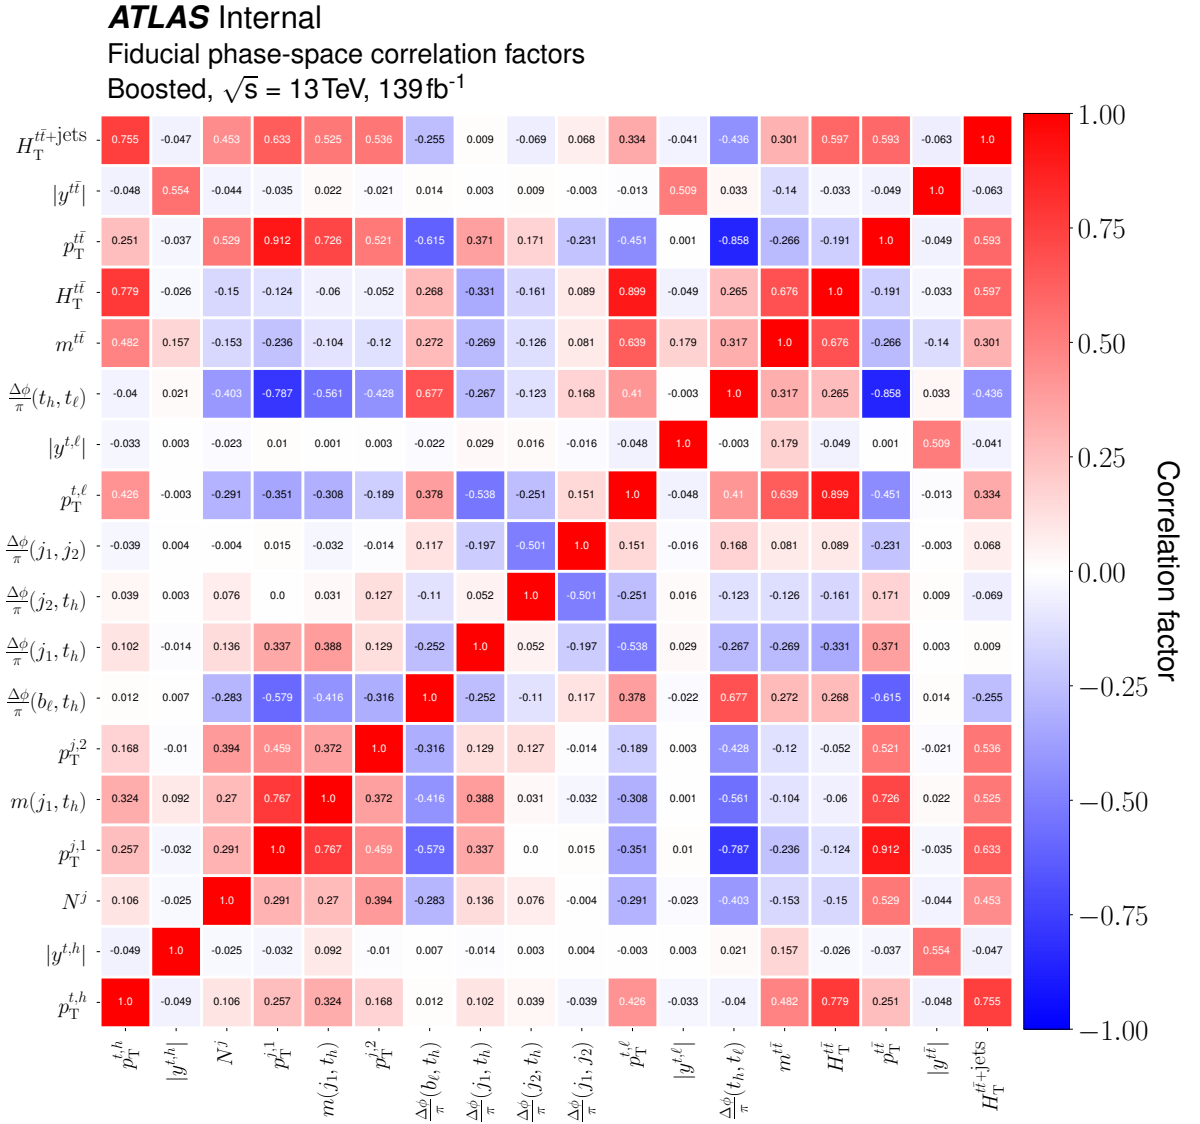 ATLAS Internal
Fiducial phase-space correlation factors
Boosted, √s = 13 TeV, 139 fb-1
H_T^{tt̄+jets} 0.755 -0.047 0.453 0.633 0.525 0.536 -0.255 0.009 -0.069 0.068 0.334 -0.041 -0.436 0.301 0.597 0.593 -0.063 1.0
|y^{tt̄}| -0.048 0.554 -0.044 -0.035 0.022 -0.021 0.014 0.003 0.009 -0.003 -0.013 0.509 0.033 -0.14 -0.033 -0.049 1.0 -0.063
p_T^{tt̄} 0.251 -0.037 0.529 0.912 0.726 0.521 -0.615 0.371 0.171 -0.231 -0.451 0.001 -0.858 -0.266 -0.191 1.0 -0.049 0.593
H_T^{tt̄} 0.779 -0.026 -0.15 -0.124 -0.06 -0.052 0.268 -0.331 -0.161 0.089 0.899 -0.049 0.265 0.676 1.0 -0.191 -0.033 0.597
m^{tt̄} 0.482 0.157 -0.153 -0.236 -0.104 -0.12 0.272 -0.269 -0.126 0.081 0.639 0.179 0.317 1.0 0.676 -0.266 -0.14 0.301
Δφ/π(t_h, t_ℓ) -0.04 0.021 -0.403 -0.787 -0.561 -0.428 0.677 -0.267 -0.123 0.168 0.41 -0.003 1.0 0.317 0.265 -0.858 0.033 -0.436
|y^{t,ℓ}| -0.033 0.003 -0.023 0.01 0.001 0.003 -0.022 0.029 0.016 -0.016 -0.048 1.0 -0.003 0.179 -0.049 0.001 0.509 -0.041
p_T^{t,ℓ} 0.426 -0.003 -0.291 -0.351 -0.308 -0.189 0.378 -0.538 -0.251 0.151 1.0 -0.048 0.41 0.639 0.899 -0.451 -0.013 0.334
Δφ/π(j_1, j_2) -0.039 0.004 -0.004 0.015 -0.032 -0.014 0.117 -0.197 -0.501 1.0 0.151 -0.016 0.168 0.081 0.089 -0.231 -0.003 0.068
Δφ/π(j_2, t_h) 0.039 0.003 0.076 0.0 0.031 0.127 -0.11 0.052 1.0 -0.501 -0.251 0.016 -0.123 -0.126 -0.161 0.171 0.009 -0.069
Δφ/π(j_1, t_h) 0.102 -0.014 0.136 0.337 0.388 0.129 -0.252 1.0 0.052 -0.197 -0.538 0.029 -0.267 -0.269 -0.331 0.371 0.003 0.009
Δφ/π(b_ℓ, t_h) 0.012 0.007 -0.283 -0.579 -0.416 -0.316 1.0 -0.252 -0.11 0.117 0.378 -0.022 0.677 0.272 0.268 -0.615 0.014 -0.255
p_T^{j,2} 0.168 -0.01 0.394 0.459 0.372 1.0 -0.316 0.129 0.127 -0.014 -0.189 0.003 -0.428 -0.12 -0.052 0.521 -0.021 0.536
m(j_1, t_h) 0.324 0.092 0.27 0.767 1.0 0.372 -0.416 0.388 0.031 -0.032 -0.308 0.001 -0.561 -0.104 -0.06 0.726 0.022 0.525
p_T^{j,1} 0.257 -0.032 0.291 1.0 0.767 0.459 -0.579 0.337 0.0 0.015 -0.351 0.01 -0.787 -0.236 -0.124 0.912 -0.035 0.633
N^j 0.106 -0.025 1.0 0.291 0.27 0.394 -0.283 0.136 0.076 -0.004 -0.291 -0.023 -0.403 -0.153 -0.15 0.529 -0.044 0.453
|y^{t,h}| -0.049 1.0 -0.025 -0.032 0.092 -0.01 0.007 -0.014 0.003 0.004 -0.003 0.003 0.021 0.157 -0.026 -0.037 0.554 -0.047
p_T^{t,h} 1.0 -0.049 0.106 0.257 0.324 0.168 0.012 0.102 0.039 -0.039 0.426 -0.033 -0.04 0.482 0.779 0.251 -0.048 0.755
p_T^{t,h} |y^{t,h}| N^j p_T^{j,1} m(j_1, t_h) p_T^{j,2} Δφ/π(b_ℓ, t_h) Δφ/π(j_1, t_h) Δφ/π(j_2, t_h) Δφ/π(j_1, j_2) p_T^{t,ℓ} |y^{t,ℓ}| Δφ/π(t_h, t_ℓ) m^{tt̄} H_T^{tt̄} p_T^{tt̄} |y^{tt̄}| H_T^{tt̄+jets}
1.00
0.75
0.50
0.25
0.00
−0.25
−0.50
−0.75
−1.00
Correlation factor